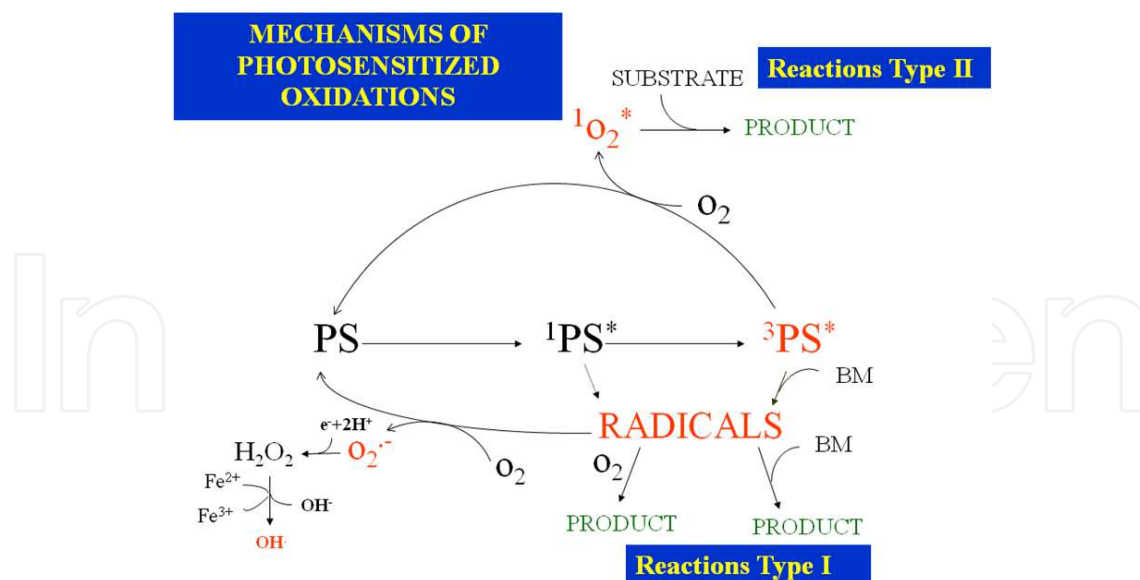 MECHANISMS OF
PHOTOSENSITIZED
OXIDATIONS
Reactions Type II
SUBSTRATE
¹O₂*
PRODUCT
O₂
PS
¹PS*
³PS*
BM
RADICALS
e⁻+2H⁺
H₂O₂
O₂·⁻
O₂
O₂
BM
Fe²⁺
OH⁻
Fe³⁺
OH·
PRODUCT
PRODUCT
Reactions Type I